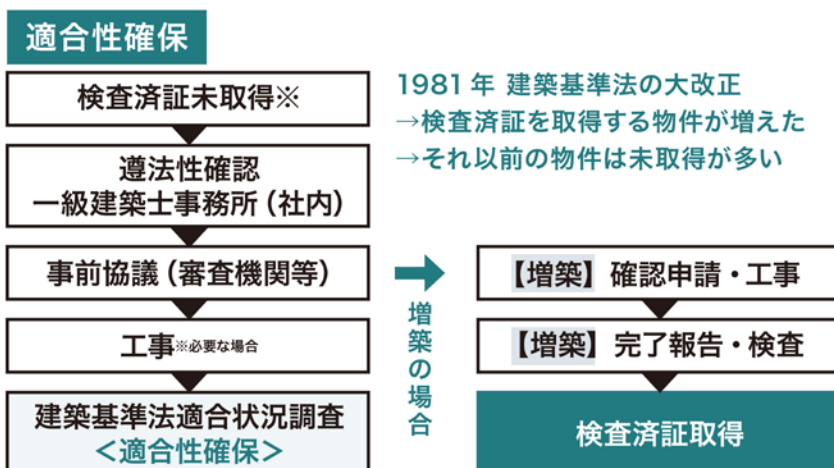 適合性確保
検査済証未取得※
遵法性確認
一級建築士事務所（社内）
事前協議（審査機関等）
工事※必要な場合
建築基準法適合状況調査
＜適合性確保＞
1981年 建築基準法の大改正
→検査済証を取得する物件が増えた
→それ以前の物件は未取得が多い
増築の場合
【増築】確認申請・工事
【増築】完了報告・検査
検査済証取得